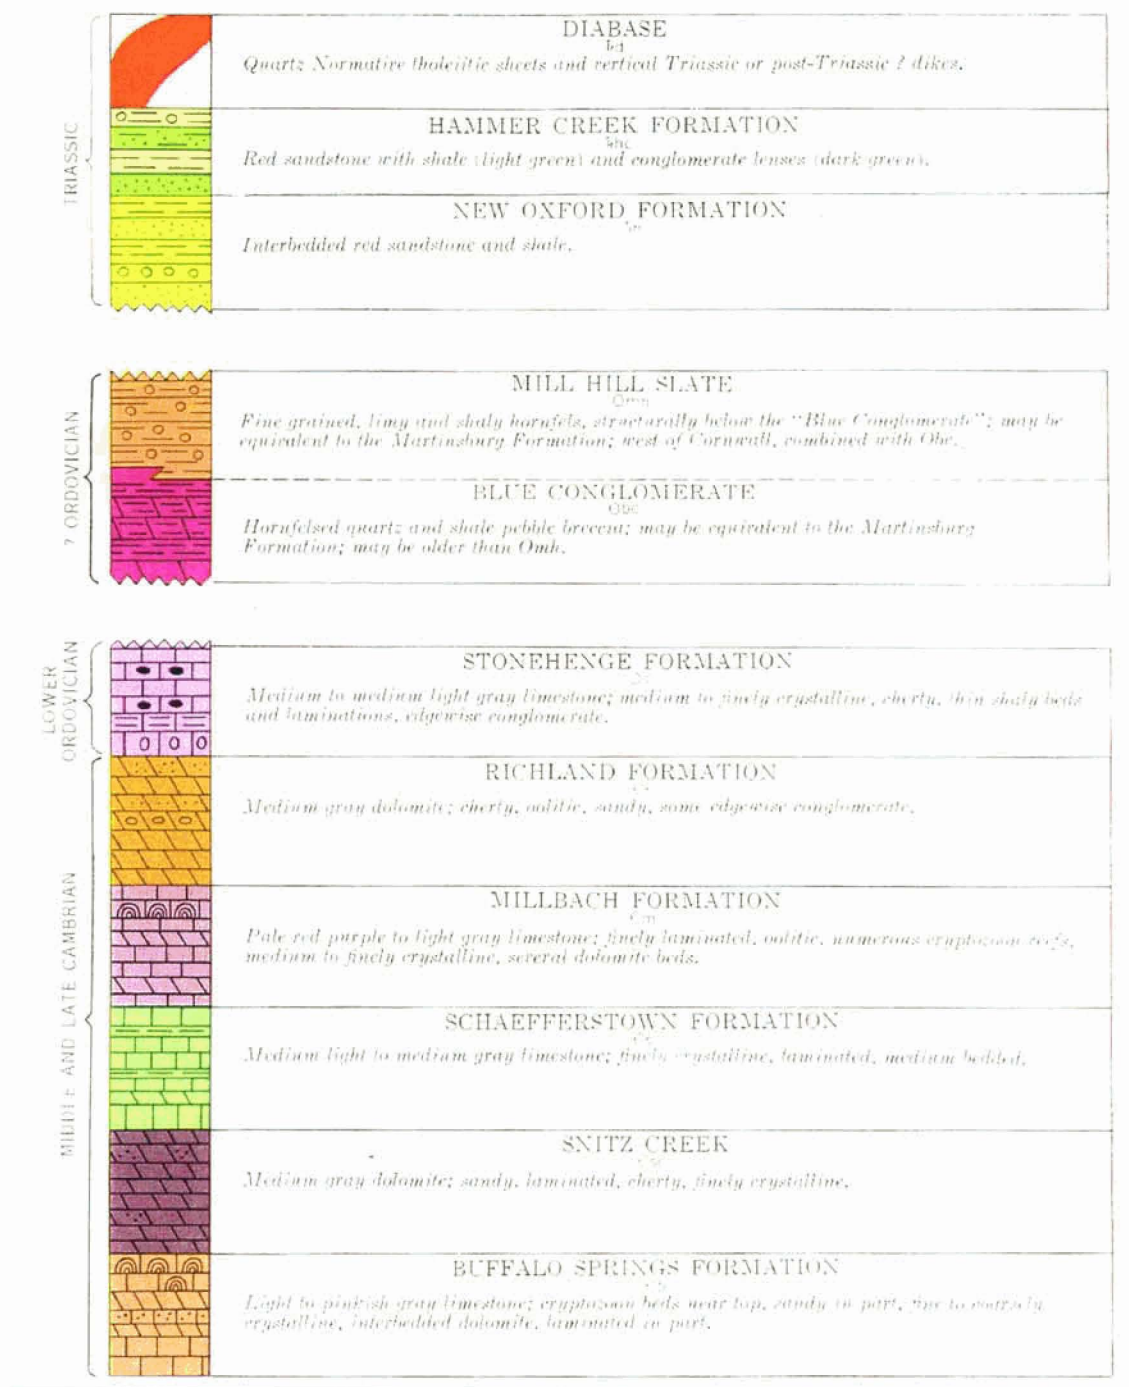 TRIASSIC
DIABASE
Quartz Normative tholeiitic sheets and vertical Triassic or post-Triassic ? dikes.
HAMMER CREEK FORMATION
Red sandstone with shale (light green) and conglomerate lenses (dark green).
NEW OXFORD FORMATION
Interbedded red sandstone and shale.
? ORDOVICIAN
MILL HILL SLATE
Omh
Fine grained, limy and shaly hornfels, structurally below the "Blue Conglomerate"; may be
equivalent to the Martinsburg Formation; west of Cornwall, combined with Obc.
BLUE CONGLOMERATE
Obc
Hornfelsed quartz and shale pebble breccia; may be equivalent to the Martinsburg
Formation; may be older than Omh.
LOWER
ORDOVICIAN
STONEHENGE FORMATION
Medium to medium light gray limestone; medium to finely crystalline, cherty, thin shaly beds
and laminations, edgewise conglomerate.
MIDDLE AND LATE CAMBRIAN
RICHLAND FORMATION
Medium gray dolomite; cherty, oolitic, sandy, some edgewise conglomerate.
MILLBACH FORMATION
Pale red purple to light gray limestone; finely laminated, oolitic, numerous cryptozoon reefs,
medium to finely crystalline, several dolomite beds.
SCHAEFFERSTOWN FORMATION
Medium light to medium gray limestone; finely crystalline, laminated, medium bedded.
SNITZ CREEK
Medium gray dolomite; sandy, laminated, cherty, finely crystalline.
BUFFALO SPRINGS FORMATION
Light to pinkish gray limestone; cryptozoon beds near top, sandy in part, fine to coarsely
crystalline, interbedded dolomite, laminated in part.